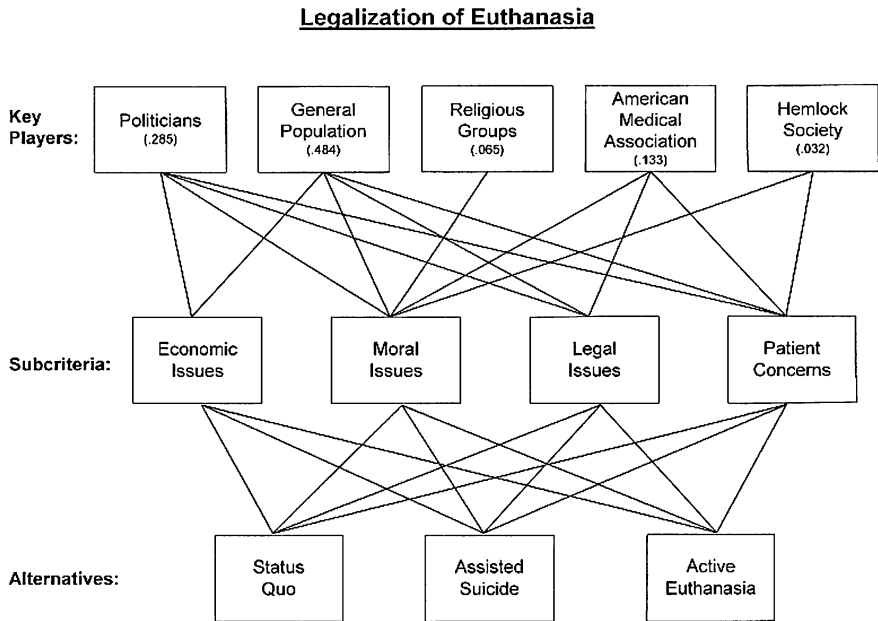 Legalization of Euthanasia
Key
Players:
Politicians
(.285)
General
Population
(.484)
Religious
Groups
(.065)
American
Medical
Association
(.133)
Hemlock
Society
(.032)
Subcriteria:
Economic
Issues
Moral
Issues
Legal
Issues
Patient
Concerns
Alternatives:
Status
Quo
Assisted
Suicide
Active
Euthanasia